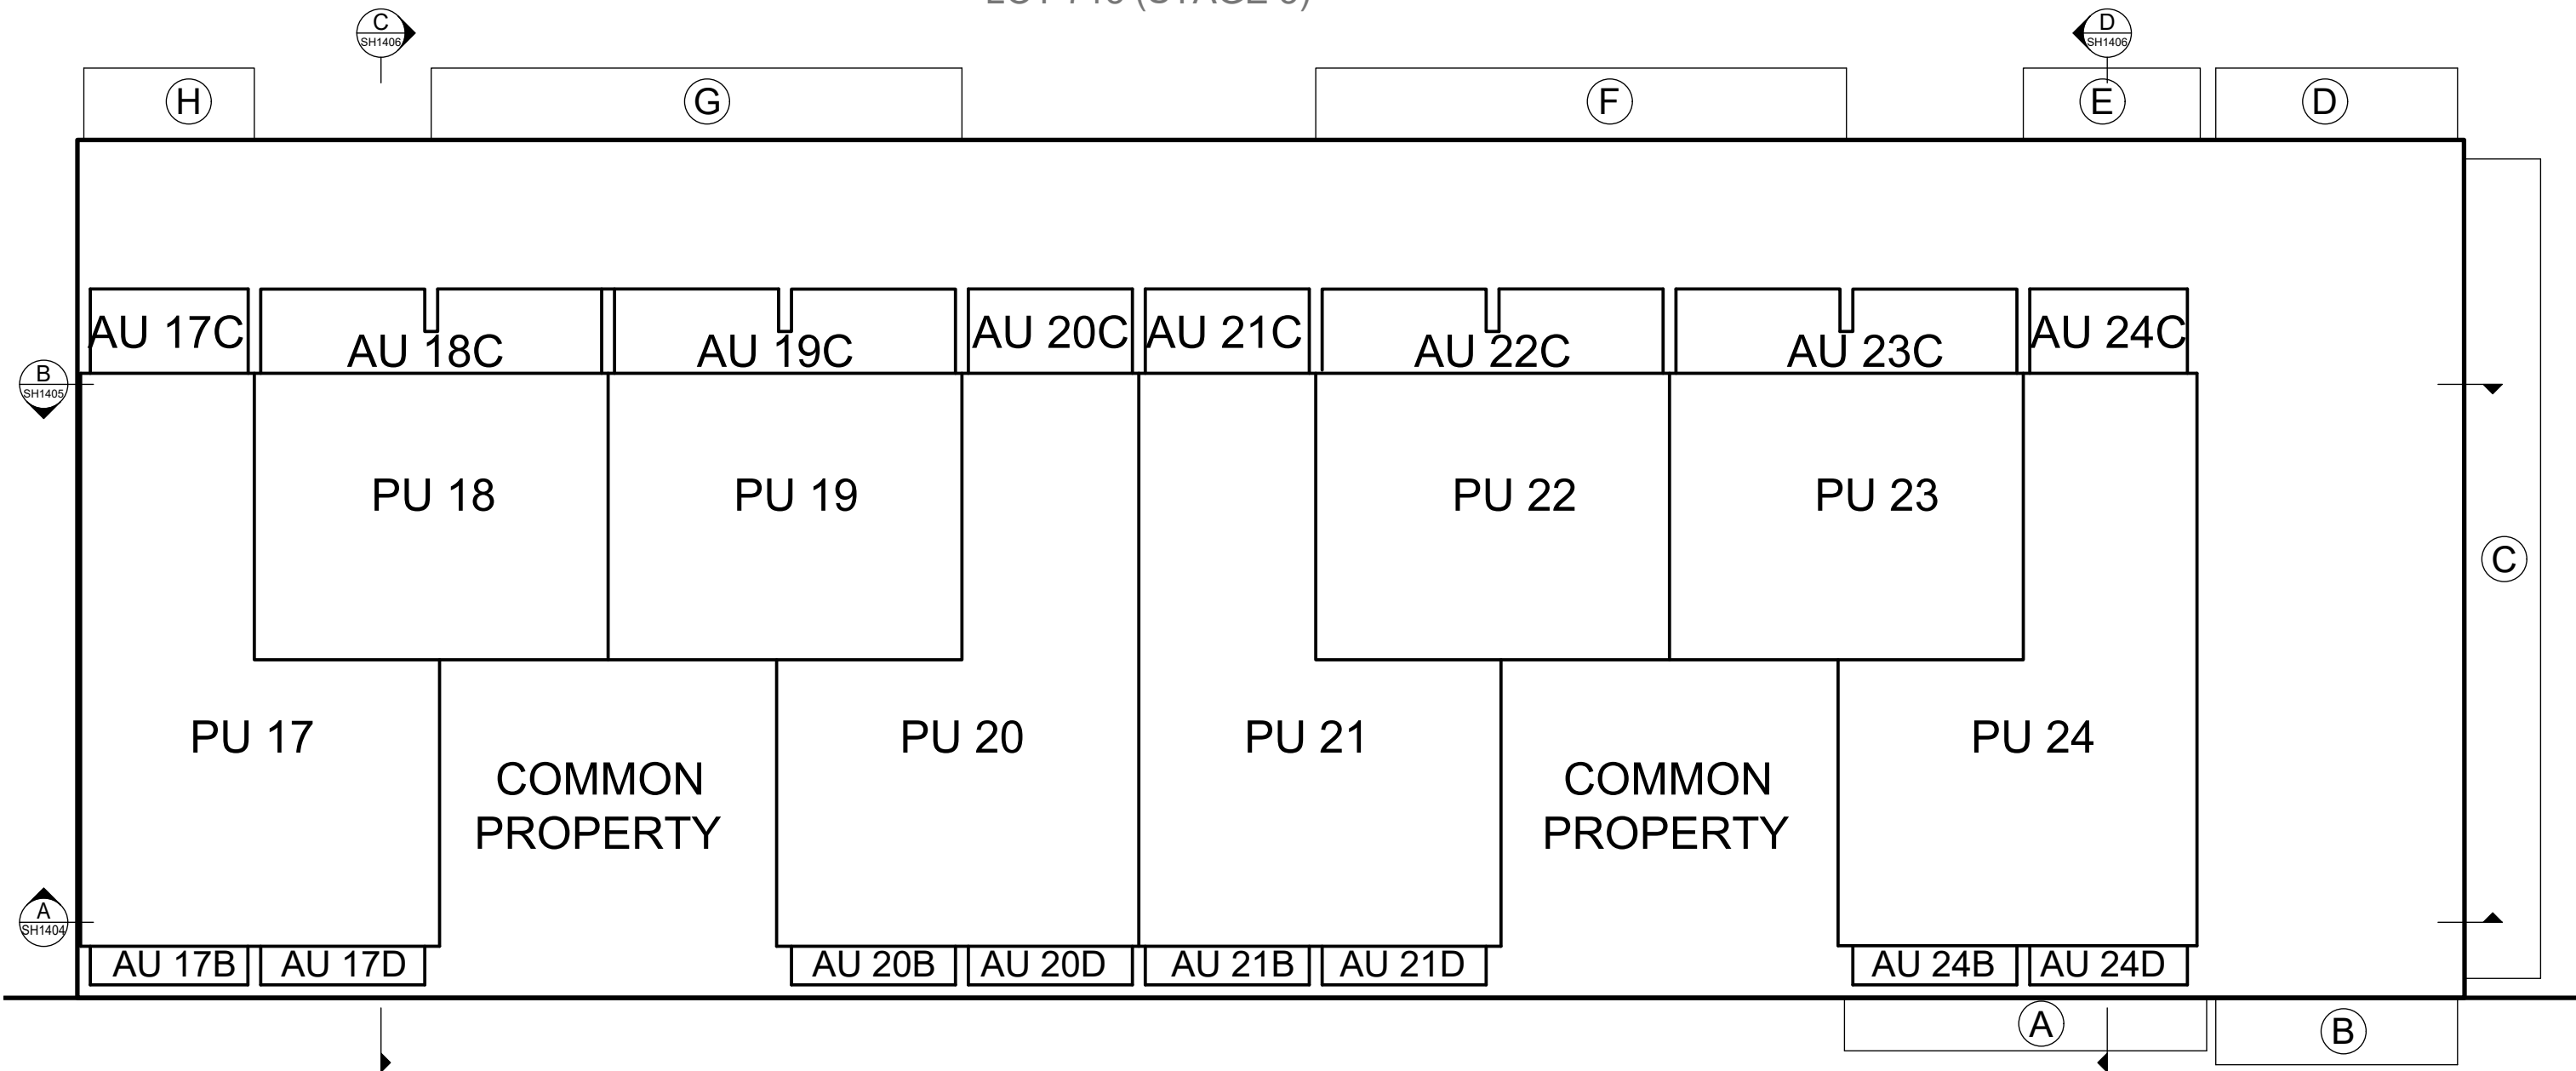 C
SH1406
D
SH1406
H
G
F
E
D
AU 17C
AU 18C
AU 19C
AU 20C
AU 21C
AU 22C
AU 23C
AU 24C
B
SH1405
PU 18
PU 19
PU 22
PU 23
C
PU 17
PU 20
PU 21
PU 24
COMMON
PROPERTY
COMMON
PROPERTY
A
SH1404
AU 17B
AU 17D
AU 20B
AU 20D
AU 21B
AU 21D
AU 24B
AU 24D
A
B